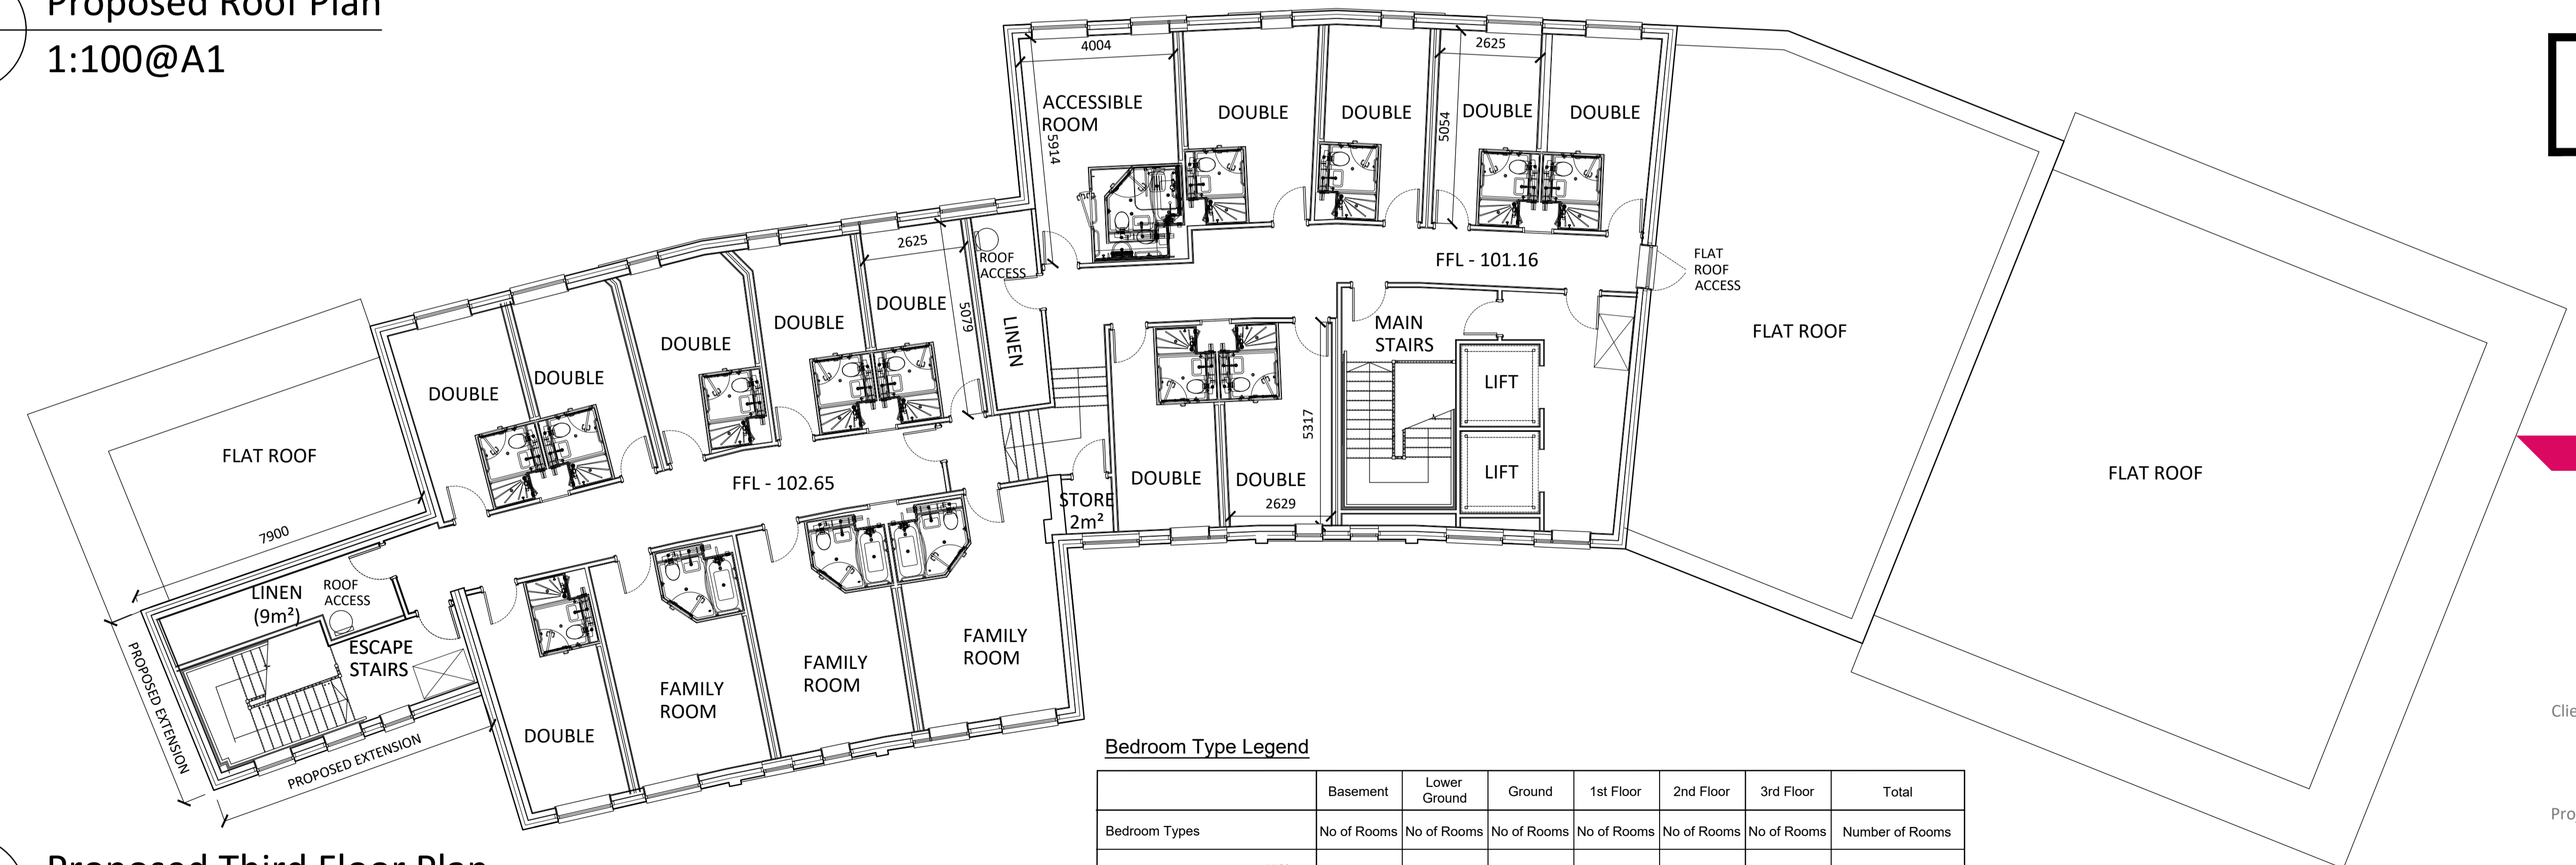 Proposed Roof Plan
1:100@A1
4004
2625
ACCESSIBLE
ROOM
DOUBLE
DOUBLE
DOUBLE
DOUBLE
5914
5054
2625
ROOF
ACCESS
FFL - 101.16
FLAT
ROOF
ACCESS
DOUBLE
5079
LINEN
DOUBLE
DOUBLE
MAIN
STAIRS
FLAT ROOF
DOUBLE
DOUBLE
LIFT
5317
FLAT ROOF
FFL - 102.65
DOUBLE
DOUBLE
LIFT
FLAT ROOF
STORE
2m²
2629
7900
LINEN
(9m²)
ROOF
ACCESS
ESCAPE
STAIRS
FAMILY
ROOM
FAMILY
ROOM
FAMILY
ROOM
DOUBLE
PROPOSED EXTENSION
PROPOSED EXTENSION
Bedroom Type Legend
Basement Lower Ground Ground 1st Floor 2nd Floor 3rd Floor Total
Bedroom Types No of Rooms No of Rooms No of Rooms No of Rooms No of Rooms No of Rooms Number of Rooms
Proposed Third Floor Plan
Clie
Pro